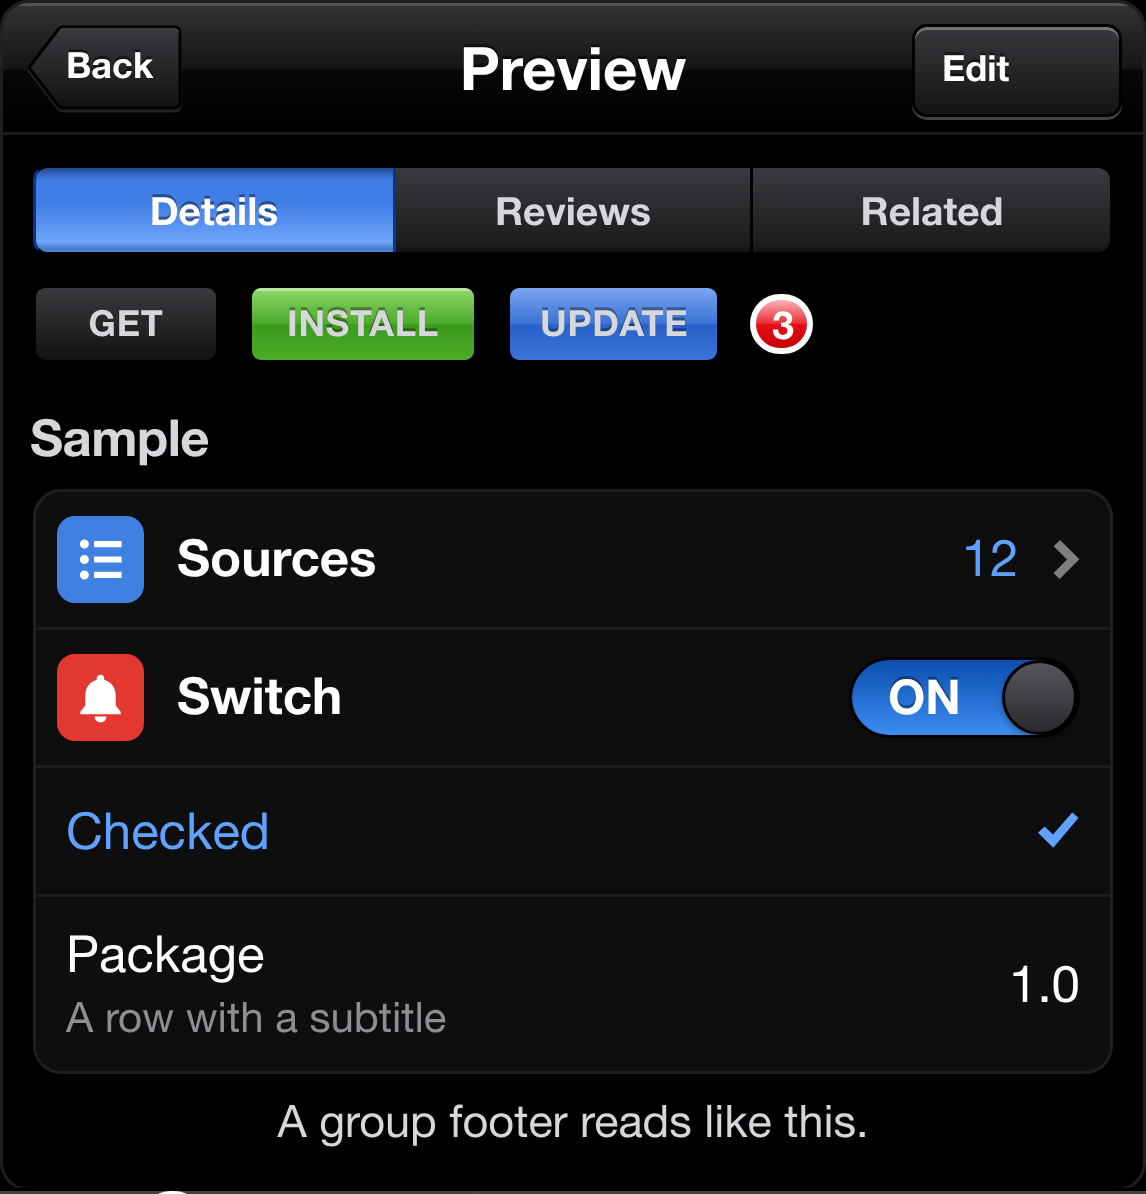 Back Preview Edit
Details Reviews Related
GET INSTALL UPDATE 3
Sample
Sources 12
Switch ON
Checked
Package
1.0
A row with a subtitle
A group footer reads like this.